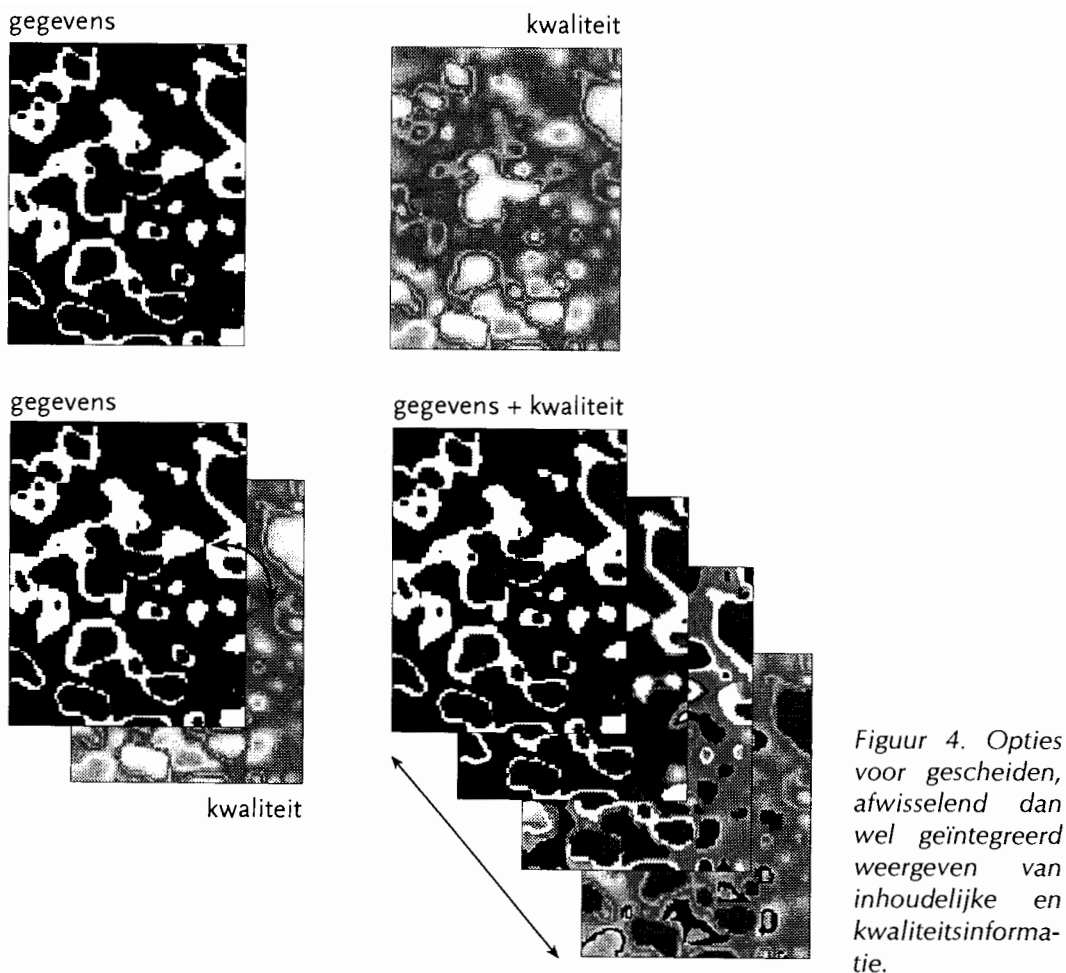 gegevens
kwaliteit
gegevens
gegevens + kwaliteit
kwaliteit
Figuur 4. Opties
voor gescheiden,
afwisselend dan
wel geïntegreerd
weergeven van
inhoudelijke en
kwaliteitsinforma-
tie.